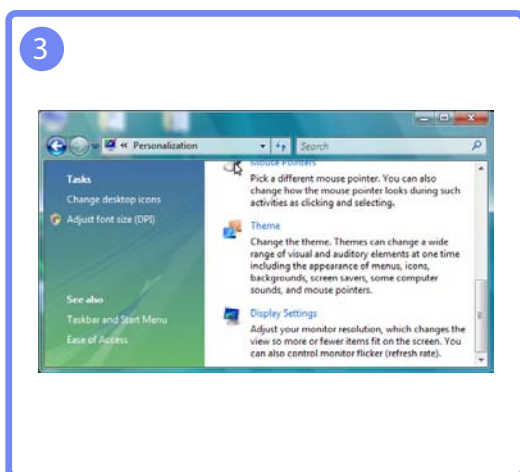 3
« Personalization
Search
Tasks
Change desktop icons
Adjust font size (DPI)
See also
Taskbar and Start Menu
Ease of Access
Mouse Pointers
Pick a different mouse pointer. You can also
change how the mouse pointer looks during such
activities as clicking and selecting.
Theme
Change the theme. Themes can change a wide
range of visual and auditory elements at one time
including the appearance of menus, icons,
backgrounds, screen savers, some computer
sounds, and mouse pointers.
Display Settings
Adjust your monitor resolution, which changes the
view so more or fewer items fit on the screen. You
can also control monitor flicker (refresh rate).